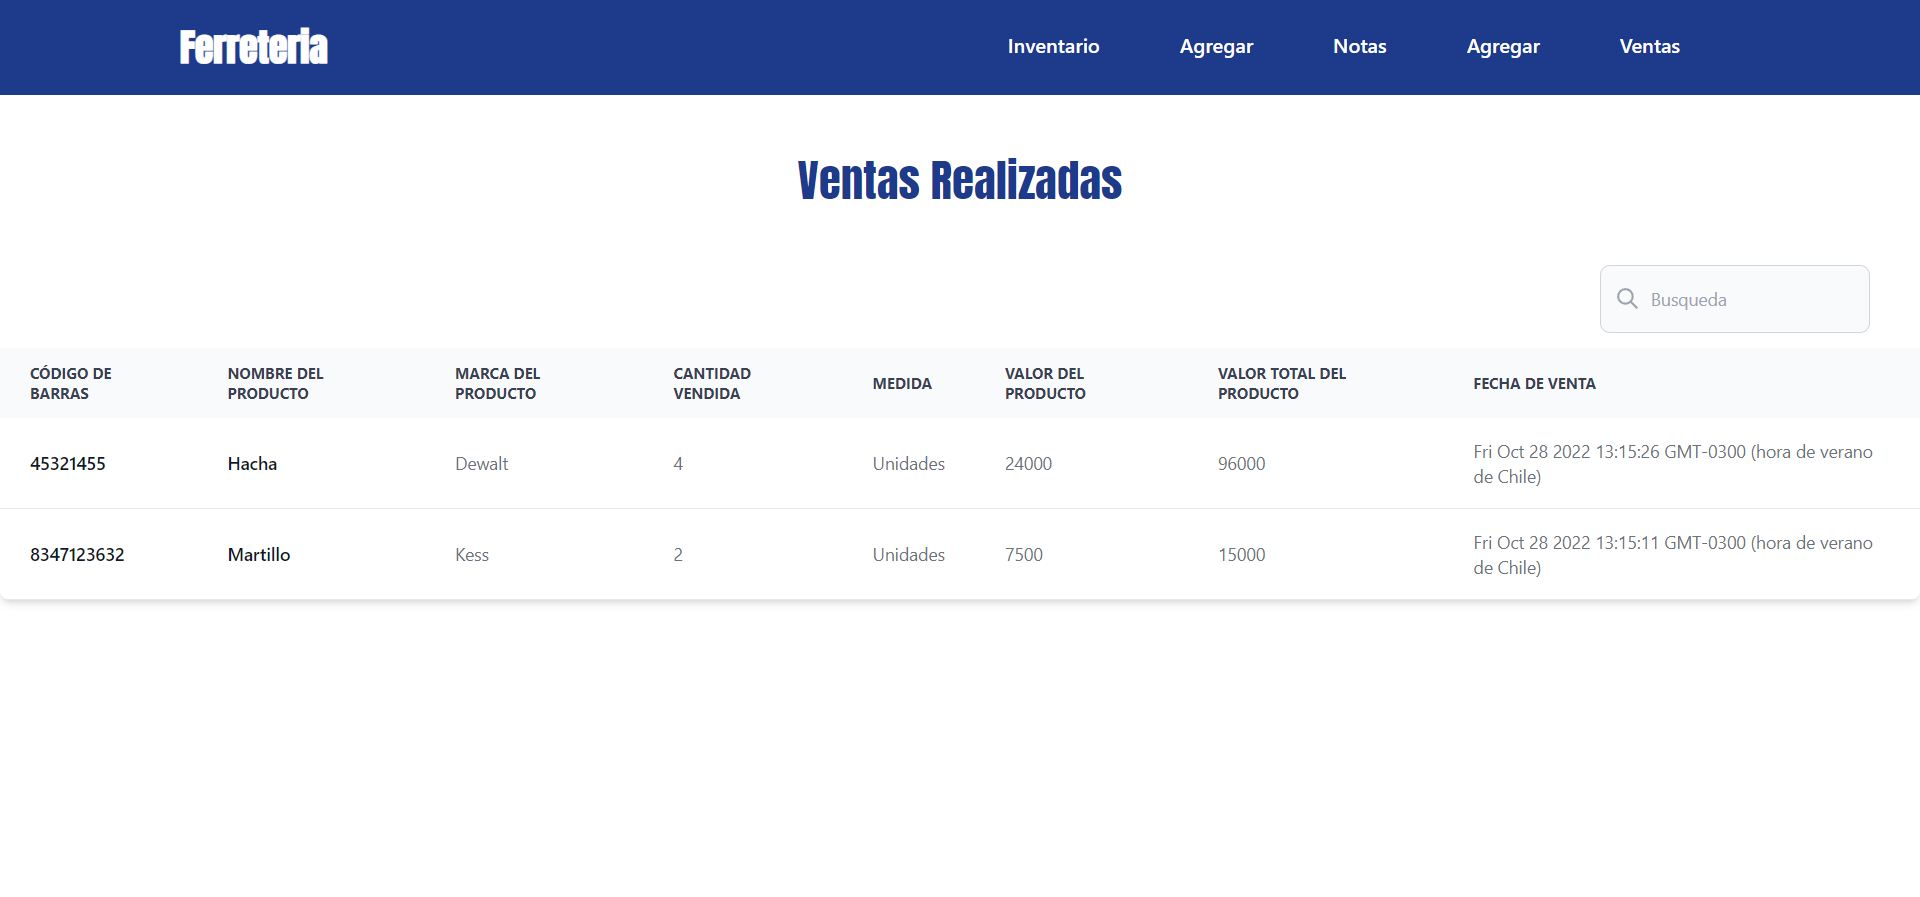 Ferreteria
Inventario Agregar Notas Agregar Ventas
Ventas Realizadas
Busqueda
CÓDIGO DE BARRAS NOMBRE DEL PRODUCTO MARCA DEL PRODUCTO CANTIDAD VENDIDA MEDIDA VALOR DEL PRODUCTO VALOR TOTAL DEL PRODUCTO FECHA DE VENTA
45321455 Hacha Dewalt 4 Unidades 24000 96000 Fri Oct 28 2022 13:15:26 GMT-0300 (hora de verano de Chile)
8347123632 Martillo Kess 2 Unidades 7500 15000 Fri Oct 28 2022 13:15:11 GMT-0300 (hora de verano de Chile)